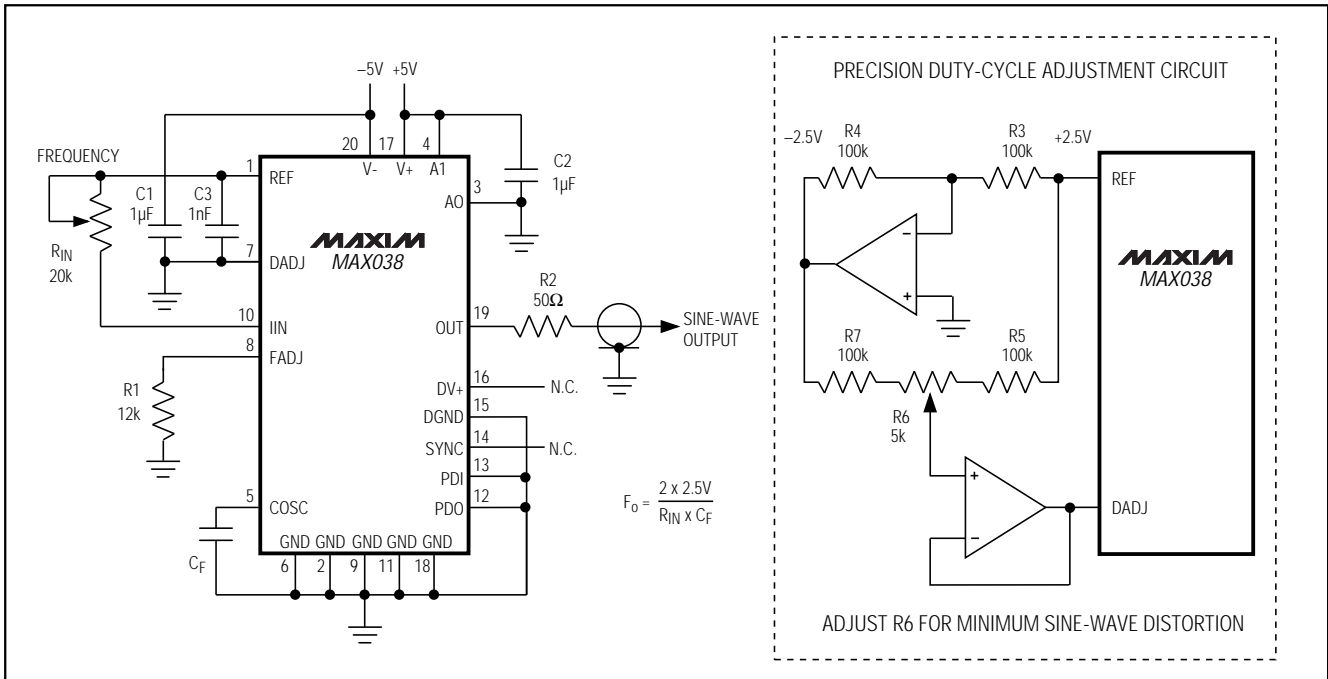 –5V +5V
20 17 4
V- V+ A1
FREQUENCY
1
REF
C1
1µF
C3
1nF
C2
1µF
3
AO
RIN
20k
MAXIM
MAX038
7
DADJ
R2
50Ω
10
IIN
19
OUT
SINE-WAVE
OUTPUT
8
FADJ
R1
12k
16
DV+
N.C.
15
DGND
14
SYNC
N.C.
13
PDI
12
PDO
5
COSC
CF
GND GND GND GND GND
6 2 9 11 18
Fo = 2 x 2.5V
RIN x CF
PRECISION DUTY-CYCLE ADJUSTMENT CIRCUIT
–2.5V
R4
100k
R3
100k
+2.5V
REF
MAXIM
MAX038
–
+
R7
100k
R5
100k
R6
5k
+
–
DADJ
ADJUST R6 FOR MINIMUM SINE-WAVE DISTORTION